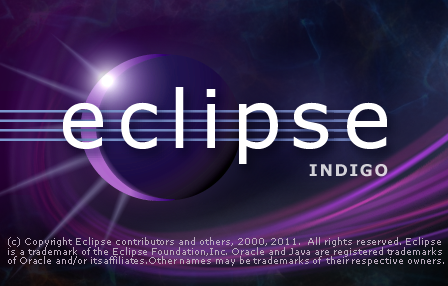 eclipse
INDIGO
(c) Copyright Eclipse contributors and others, 2000, 2011.  All rights reserved. Eclipse
is a trademark of the Eclipse Foundation,Inc. Oracle and Java are registered trademarks
of Oracle and/or itsaffiliates.Other names may be trademarks of their respective owners.